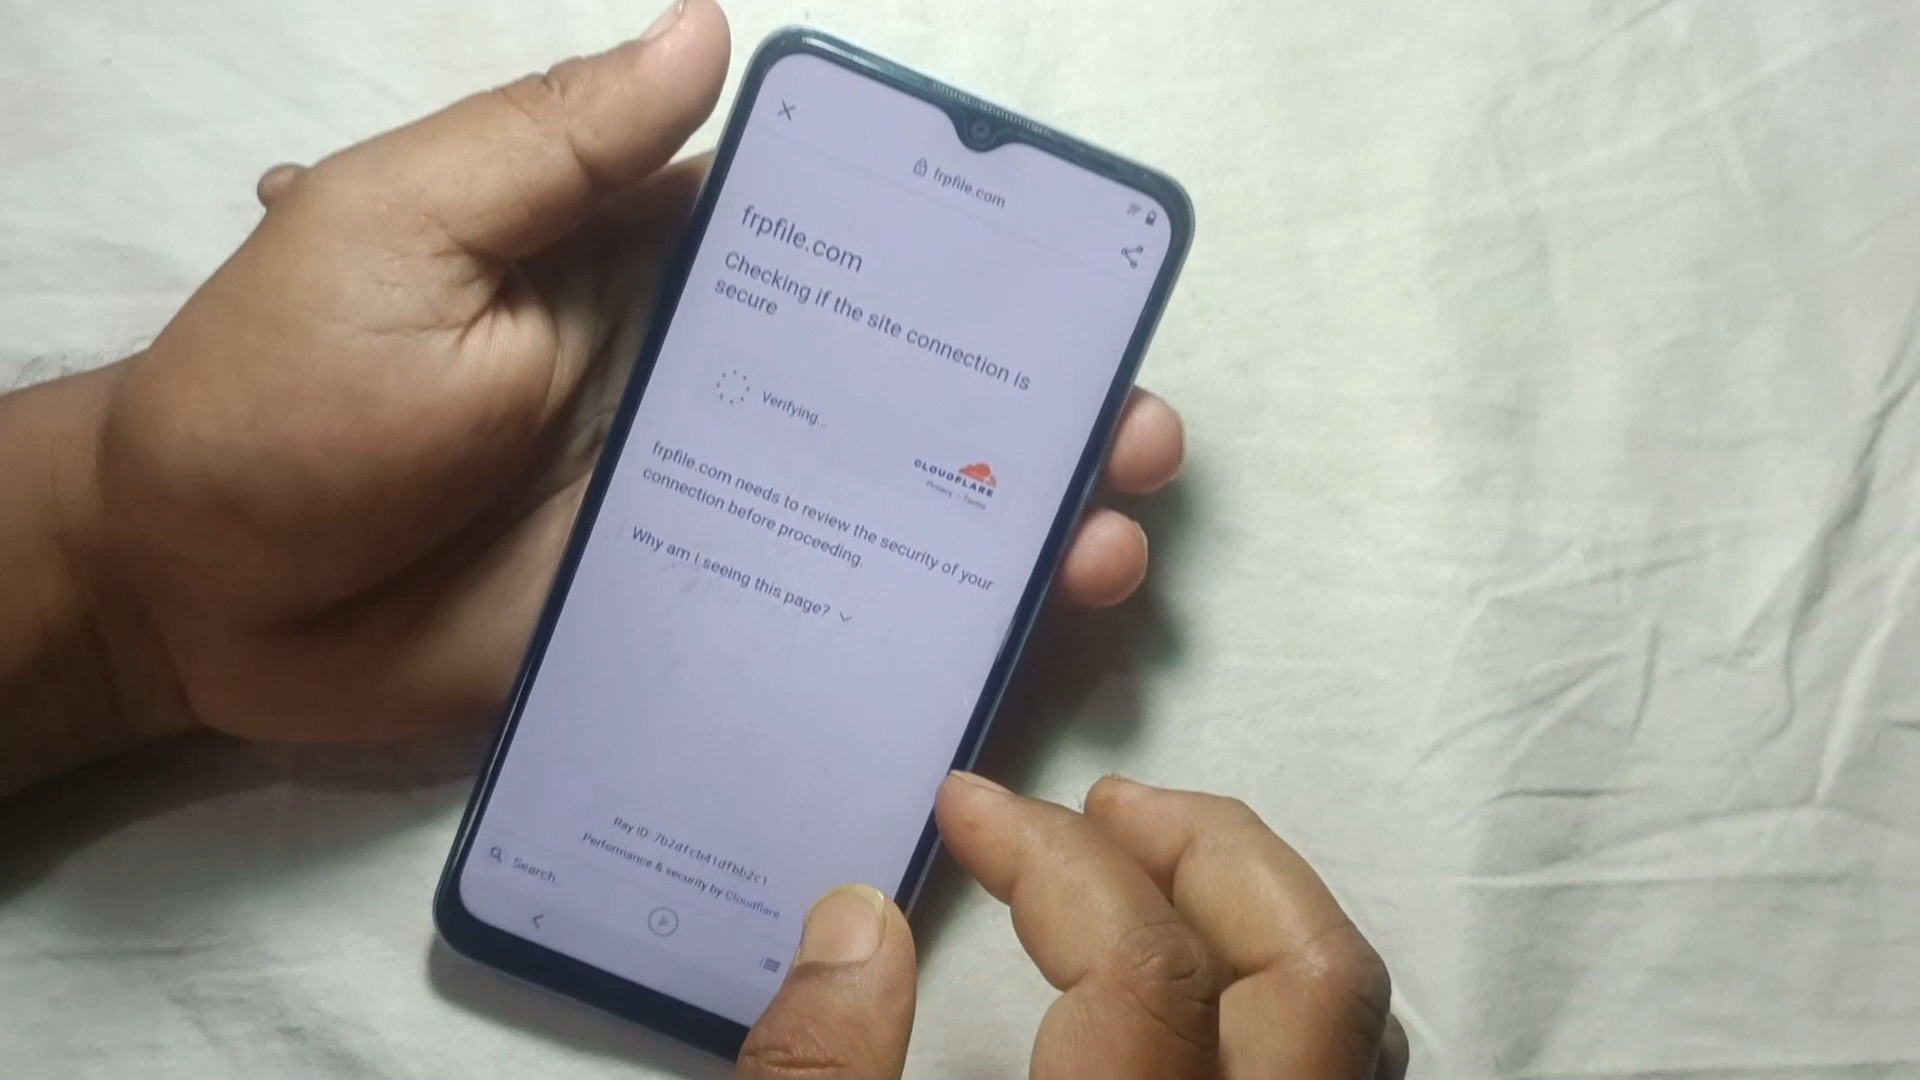 frpfile.com
frpfile.com
Checking if the site connection is
secure
Verifying...
CLOUDFLARE
Privacy - Terms
frpfile.com needs to review the security of your
connection before proceeding.
Why am I seeing this page?
Ray ID: 7b2dfcb41dfbb2c1
Performance & security by Cloudflare
Search...